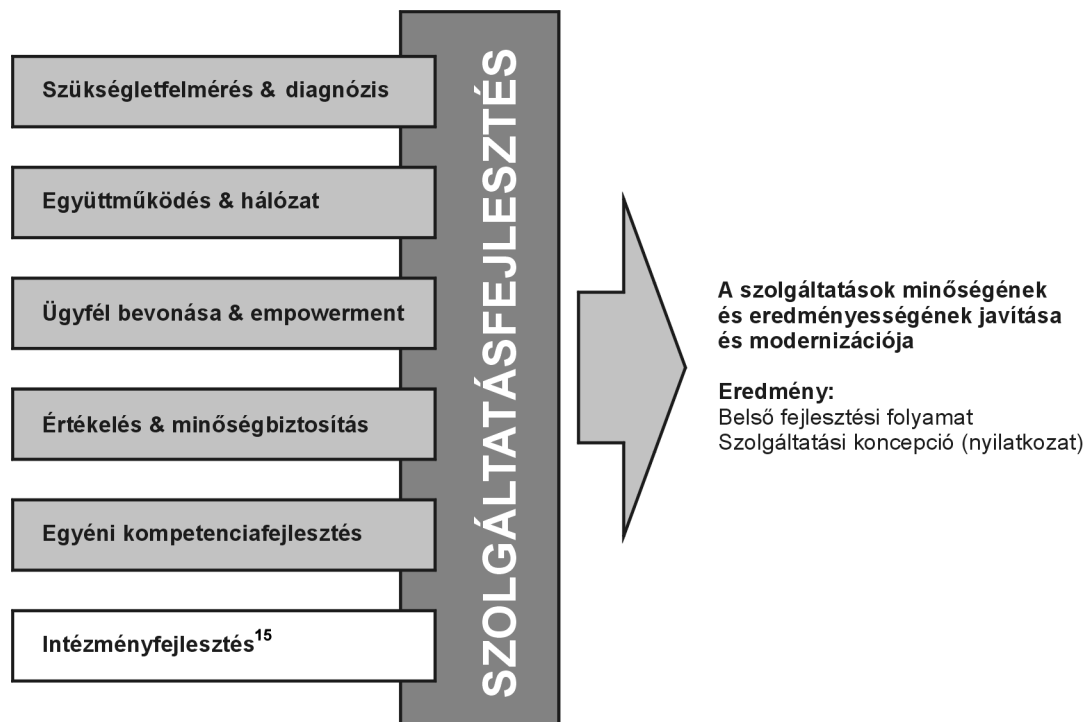 Szükségletfelmérés & diagnózis
Együttműködés & hálózat
Ügyfél bevonása & empowerment
Értékelés & minőségbiztosítás
Egyéni kompetenciafejlesztés
Intézményfejlesztés¹⁵
SZOLGÁLTATÁSFEJLESZTÉS
A szolgáltatások minőségének
és eredményességének javítása
és modernizációja
Eredmény:
Belső fejlesztési folyamat
Szolgáltatási koncepció (nyilatkozat)